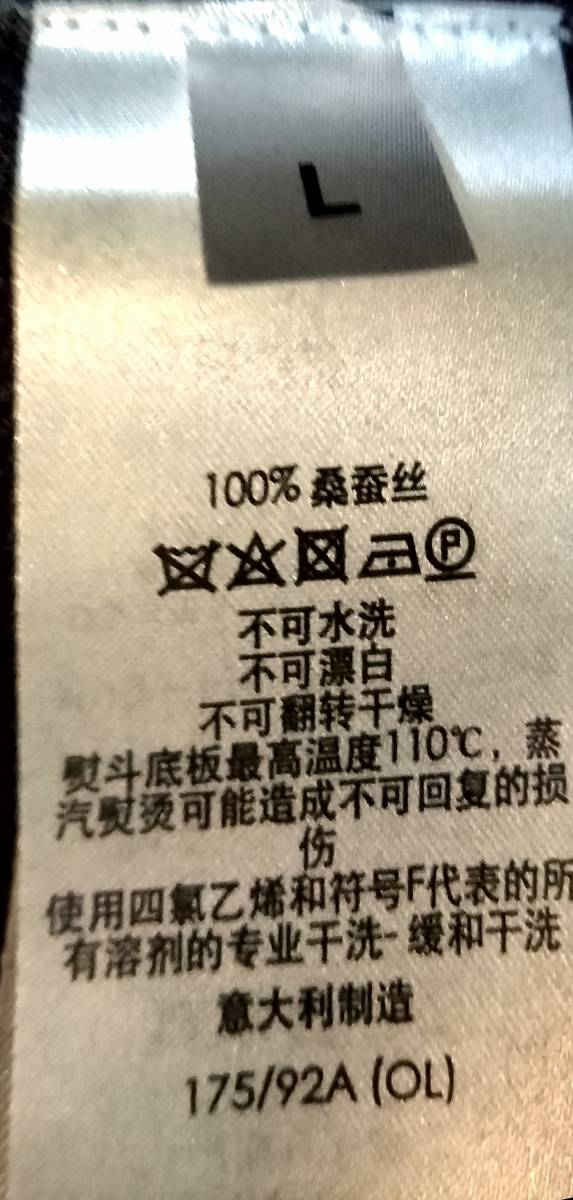 L
100% 桑蚕丝
P
不可水洗
不可漂白
不可翻转干燥
熨斗底板最高温度110℃，蒸
汽熨烫可能造成不可回复的损
伤
使用四氯乙烯和符号F代表的所
有溶剂的专业干洗- 缓和干洗
意大利制造
175/92A (OL)